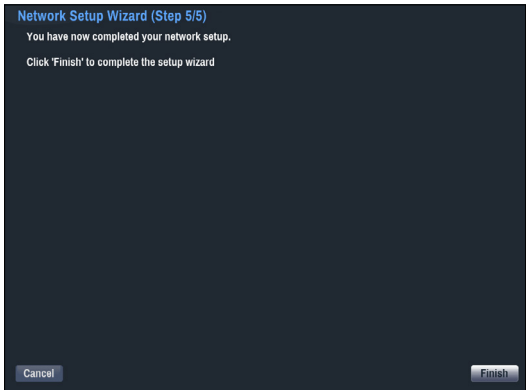 Network Setup Wizard (Step 5/5)
You have now completed your network setup.
Click 'Finish' to complete the setup wizard
Cancel
Finish